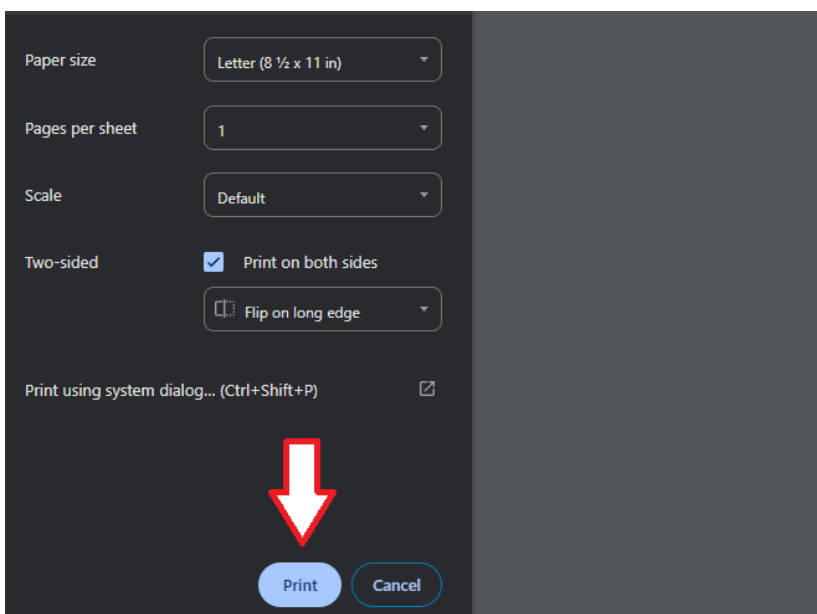 Paper size
Letter (8 ½ x 11 in)
Pages per sheet
1
Scale
Default
Two-sided
Print on both sides
Flip on long edge
Print using system dialog... (Ctrl+Shift+P)
Print
Cancel